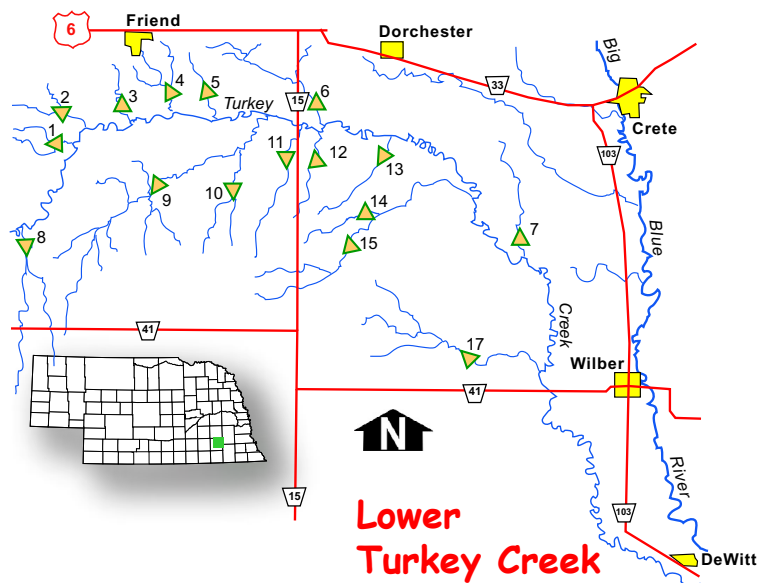 6
Friend
Dorchester
Big
33
Crete
2
3
4
5
Turkey
15
6
1
11
12
13
103
9
10
14
8
15
7
Blue
Creek
41
17
Wilber
41
N
River
15
103
Lower
Turkey Creek
DeWitt